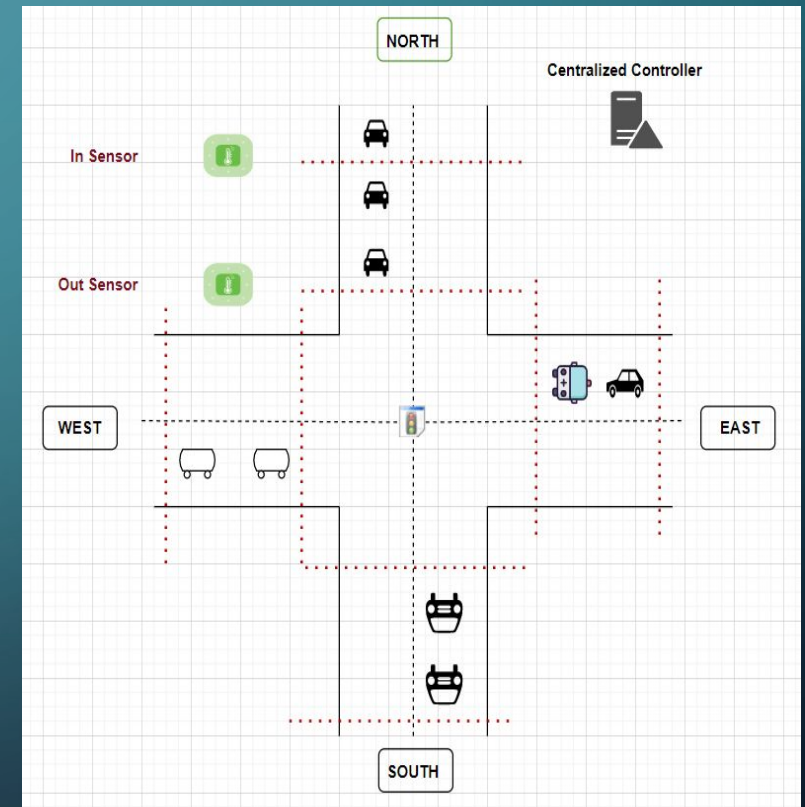 NORTH
Centralized Controller
In Sensor
Out Sensor
WEST
EAST
SOUTH